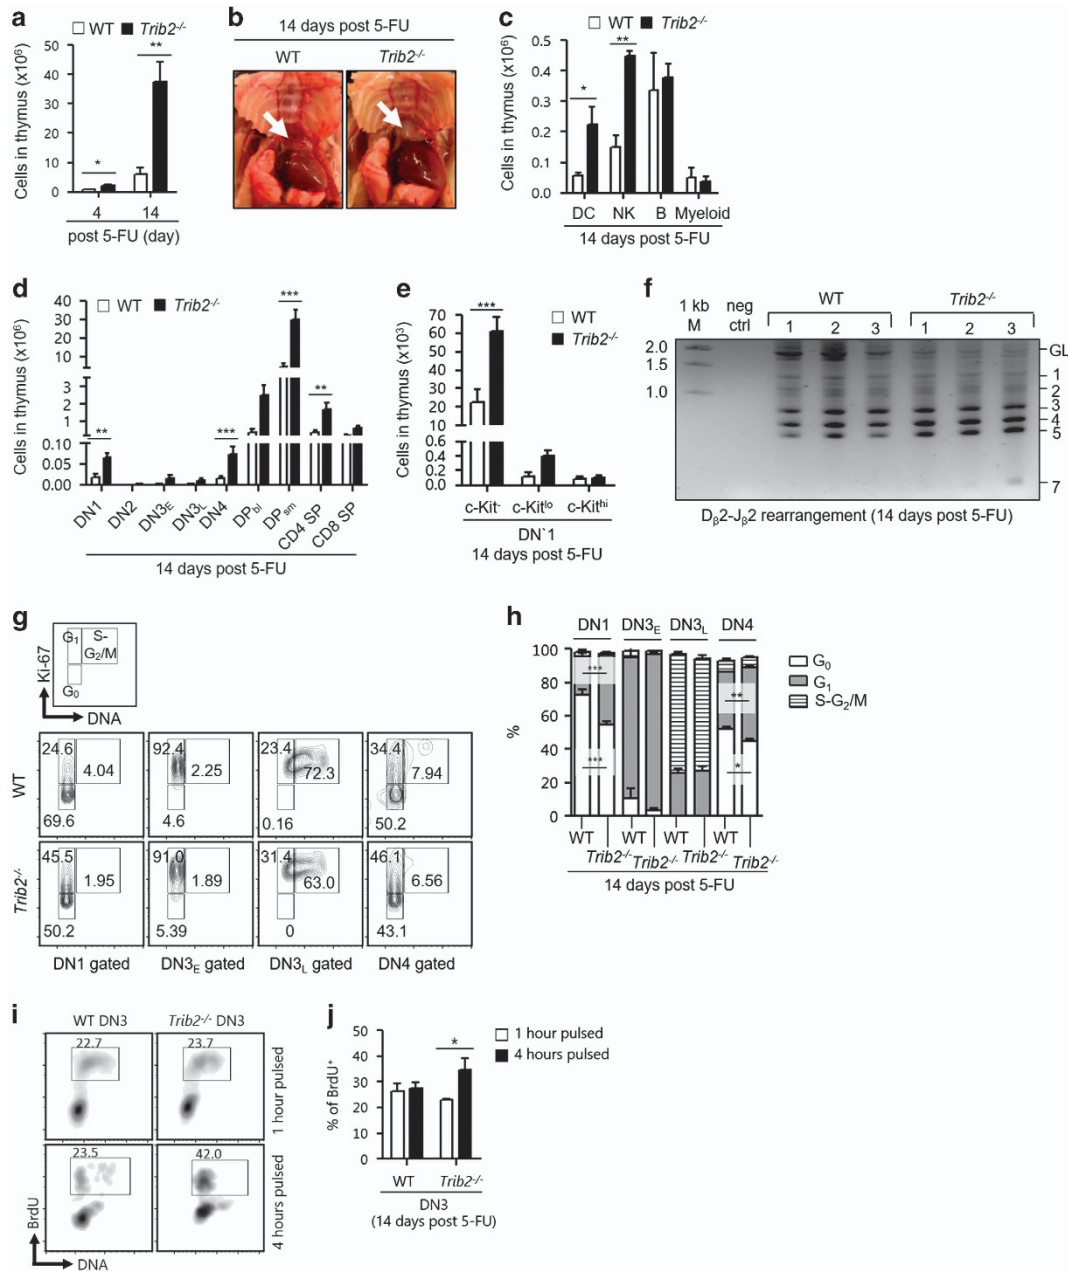 a
WT Trib2-/-
Cells in thymus (x10⁶)
50
40
30
20
10
0
*
**
4 14
post 5-FU (day)
b
14 days post 5-FU
WT Trib2-/-
c
WT Trib2-/-
Cells in thymus (x10⁶)
0.5
0.4
0.3
0.2
0.1
0.0
*
**
DC NK B Myeloid
14 days post 5-FU
d
WT Trib2-/-
Cells in thymus (x10⁶)
40
30
20
10
3
2
1
0.10
0.05
0.00
**
***
***
**
DN1 DN2 DN3E DN3L DN4 DPbl DPsm CD4 SP CD8 SP
14 days post 5-FU
e
WT
Trib2-/-
Cells in thymus (x10³)
70
60
50
40
30
20
10
0.6
0.4
0.2
0.0
***
c-Kit- c-Kitlo c-Kithi
DN`1
14 days post 5-FU
f
1 kb
M
neg
ctrl
WT Trib2-/-
1 2 3 1 2 3
2.0
1.5
1.0
GL
1
2
3
4
5
7
Dβ2-Jβ2 rearrangement (14 days post 5-FU)
g
Ki-67
G1 S-
G2/M
G0
DNA
WT
24.6 4.04 92.4 2.25 23.4 72.3 34.4 7.94
69.6 4.6 0.16 50.2
Trib2-/-
45.5 1.95 91.0 1.89 31.4 63.0 46.1 6.56
50.2 5.39 0 43.1
DN1 gated DN3E gated DN3L gated DN4 gated
h
DN1 DN3E DN3L DN4
G0
G1
S-G2/M
%
100
80
60
40
20
0
***
***
**
*
WT WT WT WT
Trib2-/- Trib2-/- Trib2-/- Trib2-/-
14 days post 5-FU
i
WT DN3 Trib2-/- DN3
22.7 23.7
1 hour pulsed
23.5 42.0
4 hours pulsed
BrdU
DNA
j
1 hour pulsed
4 hours pulsed
% of BrdU+
50
40
30
20
10
0
*
WT Trib2-/-
DN3
(14 days post 5-FU)